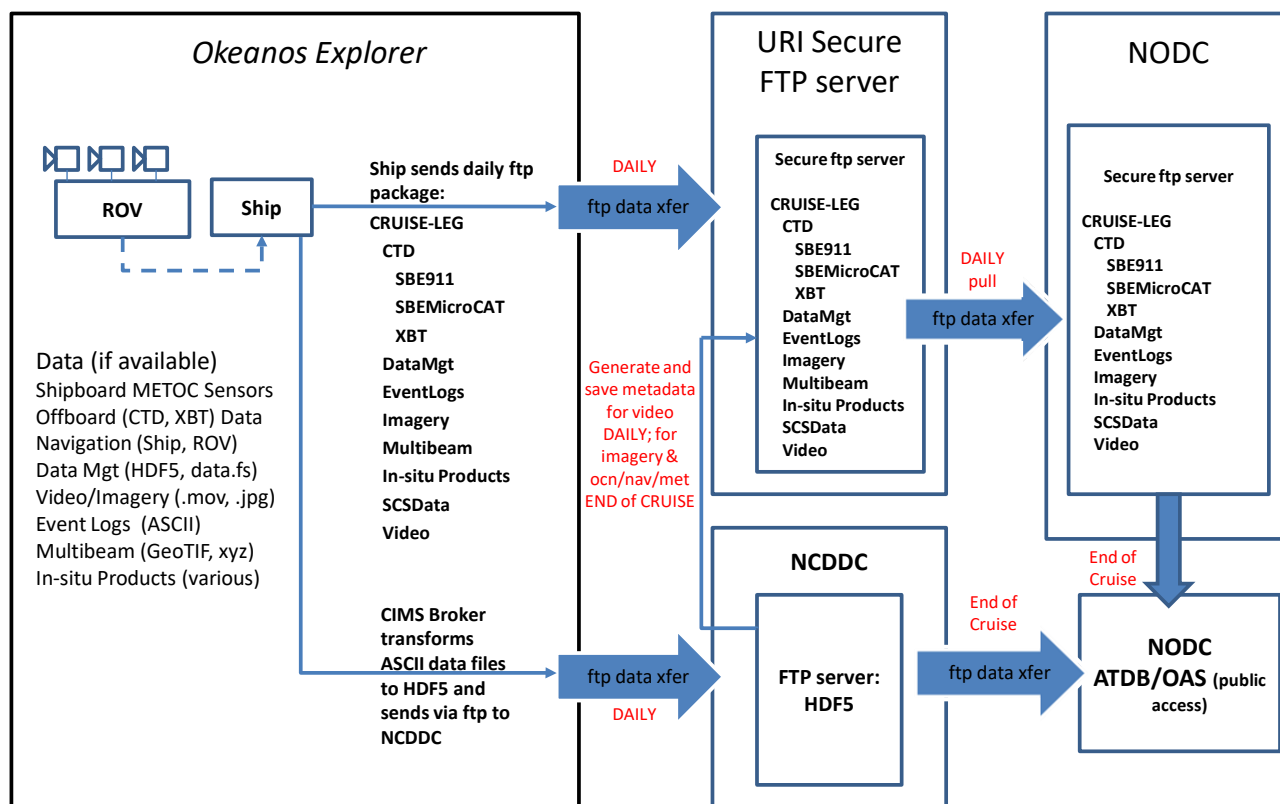 Okeanos Explorer
ROV
Ship
Ship sends daily ftp
package:
CRUISE-LEG
CTD
SBE911
SBEMicroCAT
XBT
DataMgt
EventLogs
Imagery
Multibeam
In-situ Products
SCSData
Video
Data (if available)
Shipboard METOC Sensors
Offboard (CTD, XBT) Data
Navigation (Ship, ROV)
Data Mgt (HDF5, data.fs)
Video/Imagery (.mov, .jpg)
Event Logs (ASCII)
Multibeam (GeoTIF, xyz)
In-situ Products (various)
CIMS Broker
transforms
ASCII data files
to HDF5 and
sends via ftp to
NCDDC
DAILY
ftp data xfer
Generate and
save metadata
for video
DAILY; for
imagery &
ocn/nav/met
END of CRUISE
ftp data xfer
DAILY
URI Secure
FTP server
Secure ftp server
CRUISE-LEG
CTD
SBE911
SBEMicroCAT
XBT
DataMgt
EventLogs
Imagery
Multibeam
In-situ Products
SCSData
Video
NCDDC
FTP server:
HDF5
DAILY
pull
ftp data xfer
End of
Cruise
ftp data xfer
NODC
Secure ftp server
CRUISE-LEG
CTD
SBE911
SBEMicroCAT
XBT
DataMgt
EventLogs
Imagery
In-situ Products
SCSData
Video
End of
Cruise
NODC
ATDB/OAS (public
access)